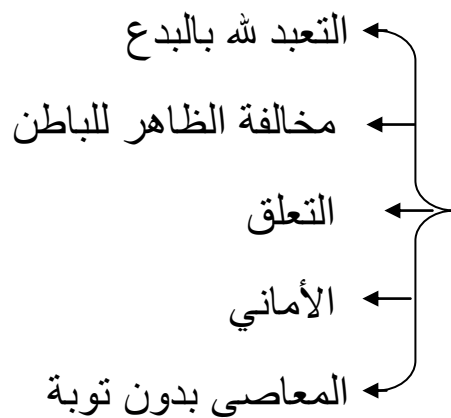 التعبد لله بالبدع
مخالفة الظاهر للباطن
التعلق
الأماني
المعاصي بدون توبة